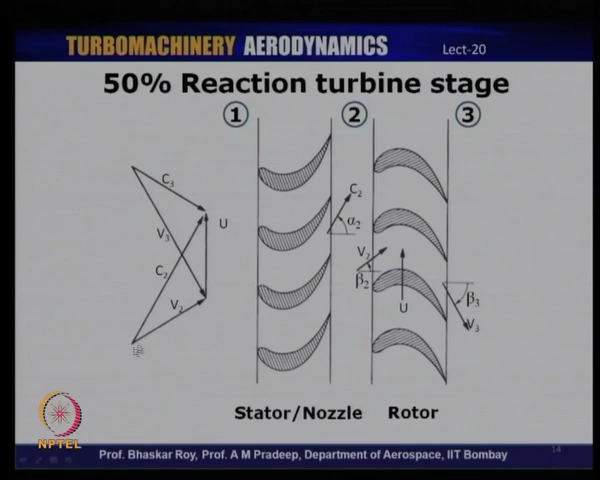 TURBOMACHINERY AERODYNAMICS Lect-20
50% Reaction turbine stage
1 2 3
C3
U
V3
C2
V2
C2
α2
V2
β2
U
β3
V3
Stator/Nozzle Rotor
NPTEL
Prof. Bhaskar Roy, Prof. A M Pradeep, Department of Aerospace, IIT Bombay
14